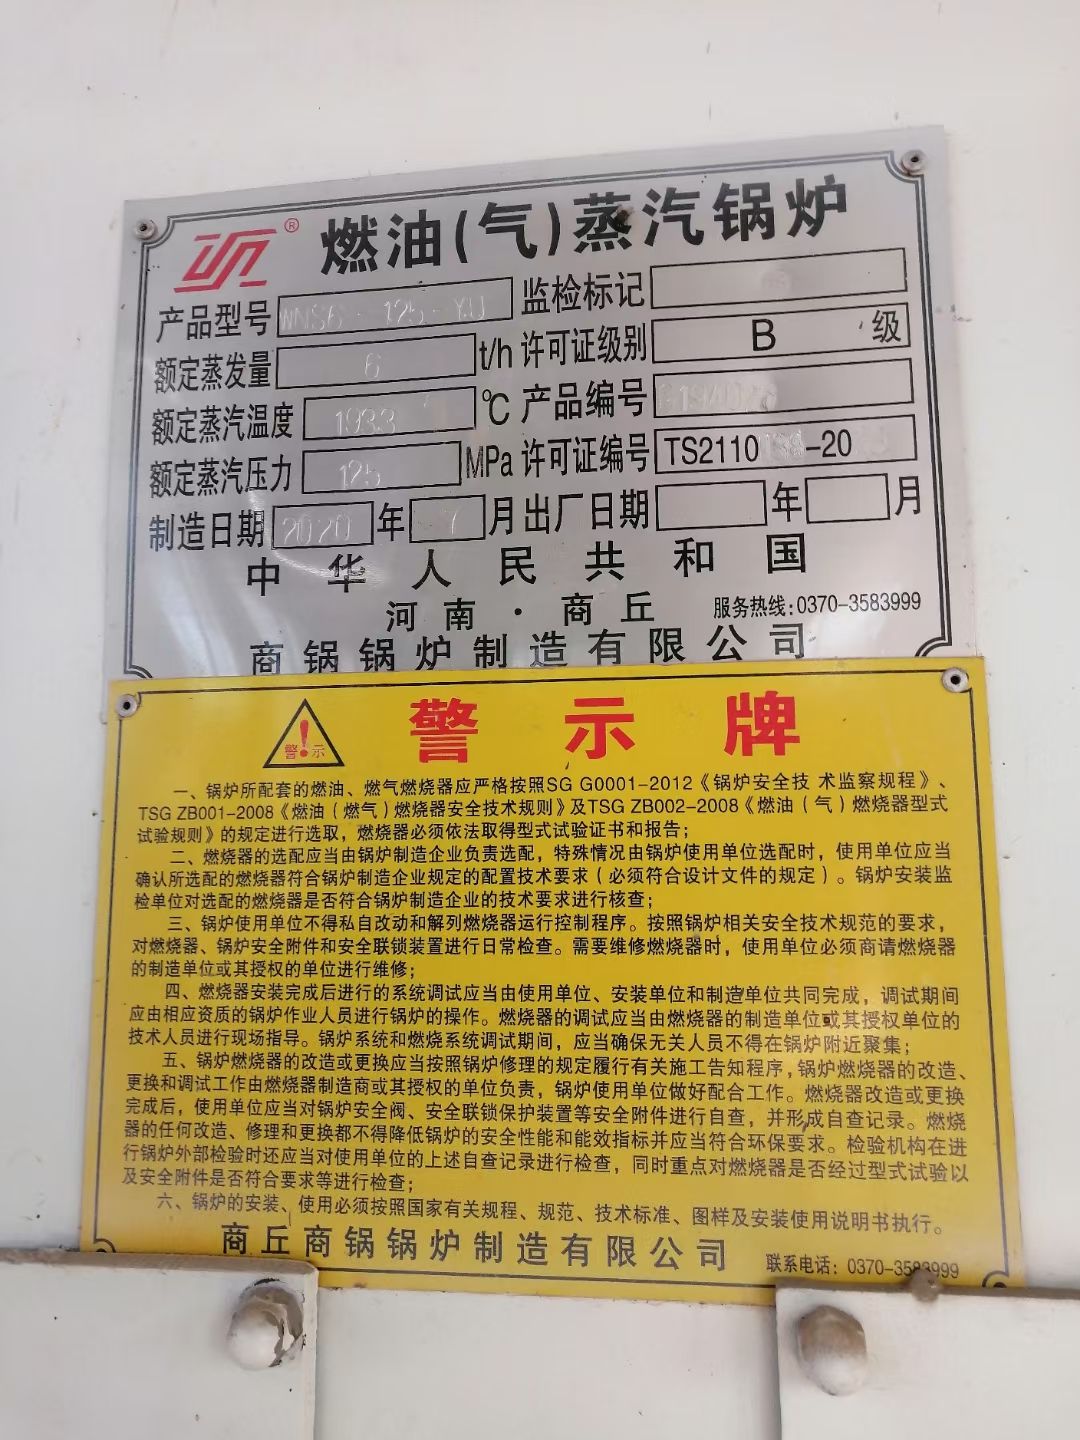 ® 燃油(气)蒸汽锅炉
产品型号 WNS6-1.25-Y.Q 监检标记
额定蒸发量 6 t/h 许可证级别 B 级
额定蒸汽温度 193.3 ℃ 产品编号
额定蒸汽压力 1.25 MPa 许可证编号 TS2110 -20
制造日期 2020 年 7 月 出厂日期 年 月
中华人民共和国
河南·商丘 服务热线:0370-3583999
商锅锅炉制造有限公司
警!示 警示牌
一、锅炉所配套的燃油、燃气燃烧器应严格按照SG G0001-2012《锅炉安全技 术监察规程》、
TSG ZB001-2008《燃油（燃气）燃烧器安全技术规则》及TSG ZB002-2008《燃油（气）燃烧器型式
试验规则》的规定进行选取，燃烧器必须依法取得型式试验证书和报告；
二、燃烧器的选配应当由锅炉制造企业负责选配，特殊情况由锅炉使用单位选配时，使用单位应当
确认所选配的燃烧器符合锅炉制造企业规定的配置技术要求（必须符合设计文件的规定）。锅炉安装监
检单位对选配的燃烧器是否符合锅炉制造企业的技术要求进行核查；
三、锅炉使用单位不得私自改动和解列燃烧器运行控制程序。按照锅炉相关安全技术规范的要求，
对燃烧器、锅炉安全附件和安全联锁装置进行日常检查。需要维修燃烧器时，使用单位必须商请燃烧器
的制造单位或其授权的单位进行维修；
四、燃烧器安装完成后进行的系统调试应当由使用单位、安装单位和制造单位共同完成，调试期间
应由相应资质的锅炉作业人员进行锅炉的操作。燃烧器的调试应当由燃烧器的制造单位或其授权单位的
技术人员进行现场指导。锅炉系统和燃烧系统调试期间，应当确保无关人员不得在锅炉附近聚集；
五、锅炉燃烧器的改造或更换应当按照锅炉修理的规定履行有关施工告知程序，锅炉燃烧器的改造、
更换和调试工作由燃烧器制造商或其授权的单位负责，锅炉使用单位做好配合工作。燃烧器改造或更换
完成后，使用单位应当对锅炉安全阀、安全联锁保护装置等安全附件进行自查，并形成自查记录。燃烧
器的任何改造、修理和更换都不得降低锅炉的安全性能和能效指标并应当符合环保要求。检验机构在进
行锅炉外部检验时还应当对使用单位的上述自查记录进行检查，同时重点对燃烧器是否经过型式试验以
及安全附件是否符合要求等进行检查；
六、锅炉的安装、使用必须按照国家有关规程、规范、技术标准、图样及安装使用说明书执行。
商丘商锅锅炉制造有限公司 联系电话：0370-3583999